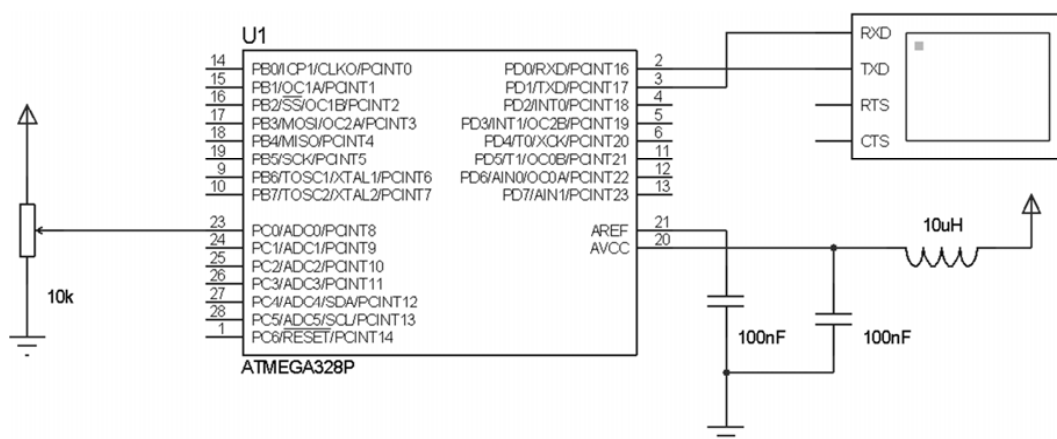 U1
14 PB0/ICP1/CLKO/PCINT0
15 PB1/OC1A/PCINT1
16 PB2/SS/OC1B/PCINT2
17 PB3/MOSI/OC2A/PCINT3
18 PB4/MISO/PCINT4
19 PB5/SCK/PCINT5
9 PB6/TOSC1/XTAL1/PCINT6
10 PB7/TOSC2/XTAL2/PCINT7
23 PC0/ADC0/PCINT8
24 PC1/ADC1/PCINT9
25 PC2/ADC2/PCINT10
26 PC3/ADC3/PCINT11
27 PC4/ADC4/SDA/PCINT12
28 PC5/ADC5/SCL/PCINT13
1 PC6/RESET/PCINT14
PD0/RXD/PCINT16 2
PD1/TXD/PCINT17 3
PD2/INT0/PCINT18 4
PD3/INT1/OC2B/PCINT19 5
PD4/T0/XCK/PCINT20 6
PD5/T1/OC0B/PCINT21 11
PD6/AIN0/OC0A/PCINT22 12
PD7/AIN1/PCINT23 13
AREF 21
AVCC 20
ATMEGA328P
10k
RXD
TXD
RTS
CTS
10uH
100nF
100nF